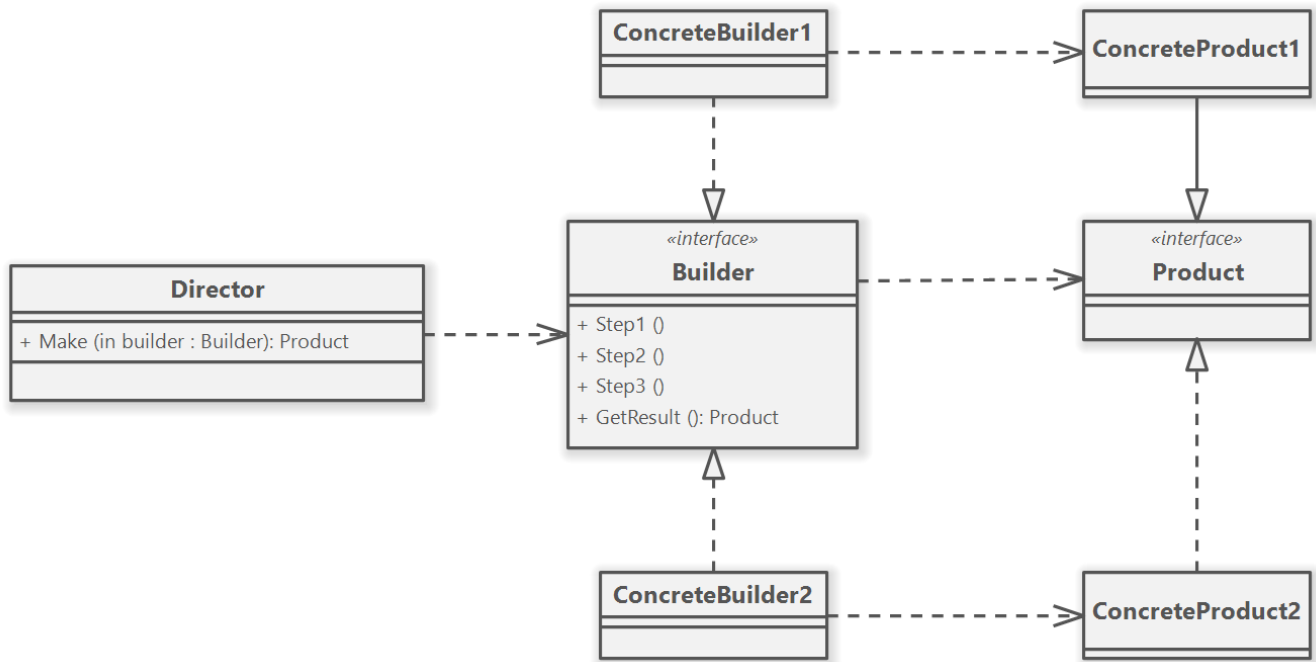 ConcreteBuilder1
ConcreteProduct1
«interface»
Builder
+ Step1 ()
+ Step2 ()
+ Step3 ()
+ GetResult (): Product
«interface»
Product
Director
+ Make (in builder : Builder): Product
ConcreteBuilder2
ConcreteProduct2